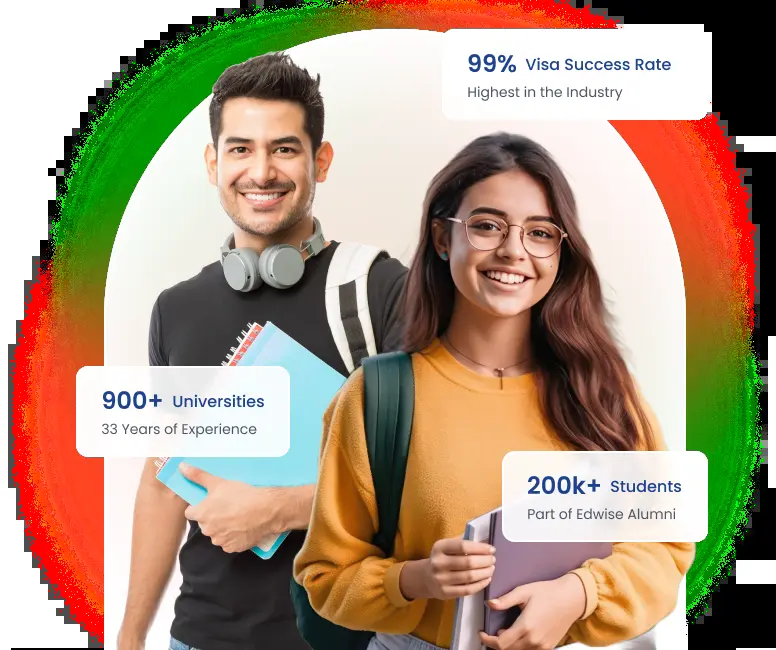 99% Visa Success Rate
Highest in the Industry
900+ Universities
33 Years of Experience
200k+ Students
Part of Edwise Alumni